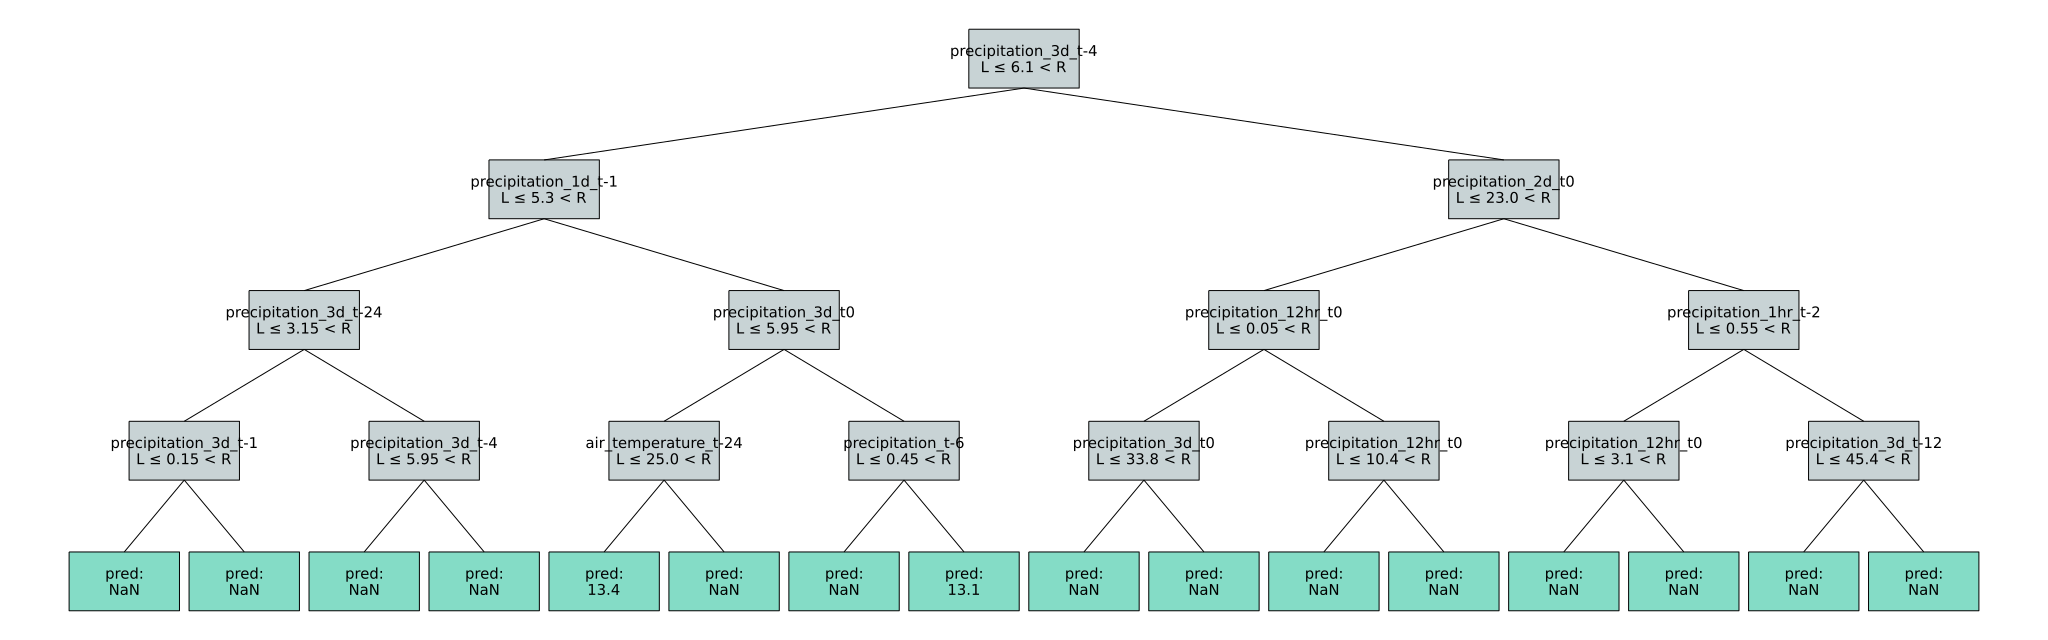 precipitation_3d_t-4
L ≤ 6.1 < R
precipitation_1d_t-1
L ≤ 5.3 < R
precipitation_2d_t0
L ≤ 23.0 < R
precipitation_3d_t-24
L ≤ 3.15 < R
precipitation_3d_t0
L ≤ 5.95 < R
precipitation_12hr_t0
L ≤ 0.05 < R
precipitation_1hr_t-2
L ≤ 0.55 < R
precipitation_3d_t-1
L ≤ 0.15 < R
precipitation_3d_t-4
L ≤ 5.95 < R
air_temperature_t-24
L ≤ 25.0 < R
precipitation_t-6
L ≤ 0.45 < R
precipitation_3d_t0
L ≤ 33.8 < R
precipitation_12hr_t0
L ≤ 10.4 < R
precipitation_12hr_t0
L ≤ 3.1 < R
precipitation_3d_t-12
L ≤ 45.4 < R
pred:
NaN
pred:
NaN
pred:
NaN
pred:
NaN
pred:
13.4
pred:
NaN
pred:
NaN
pred:
13.1
pred:
NaN
pred:
NaN
pred:
NaN
pred:
NaN
pred:
NaN
pred:
NaN
pred:
NaN
pred:
NaN